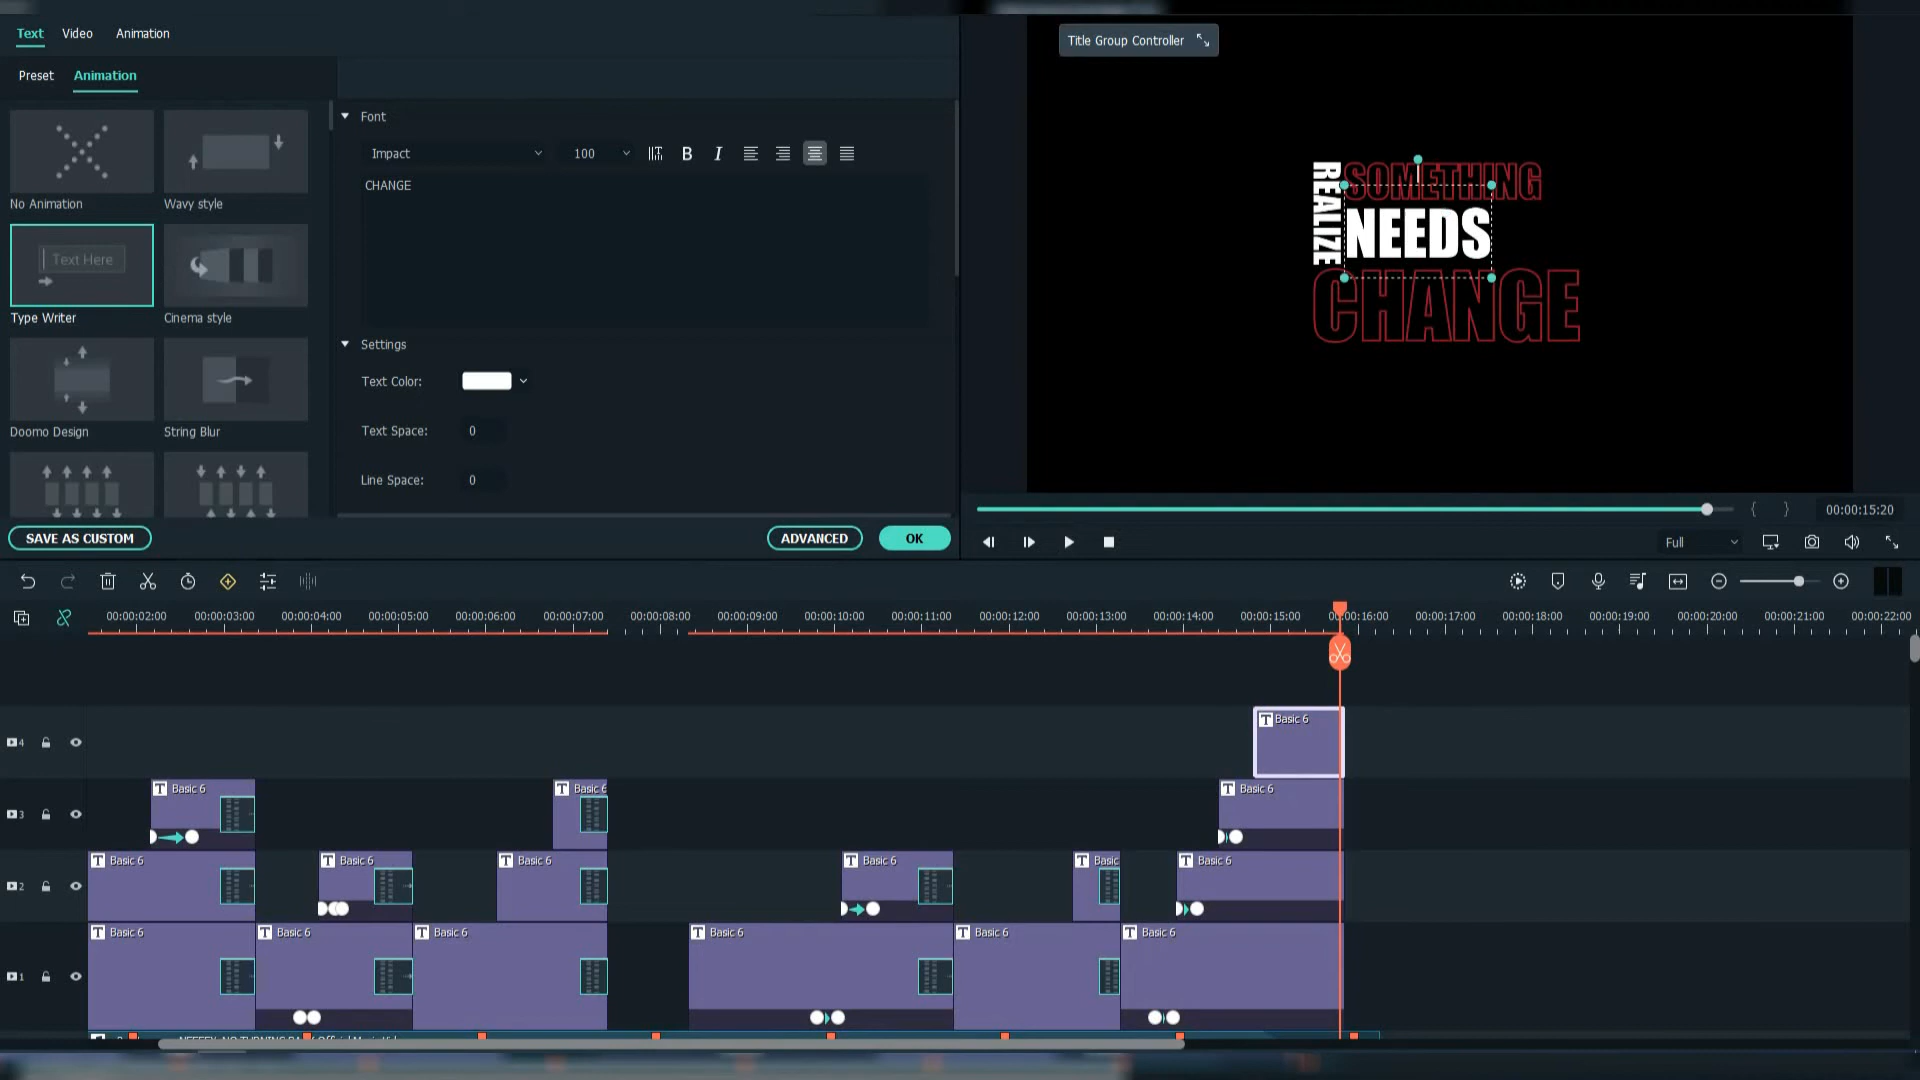 Text Video Animation
Title Group Controller
Preset Animation
Font
Impact 100 B I
CHANGE
No Animation Wavy style
Text Here
Type Writer Cinema style
Settings
Text Color:
Doomo Design String Blur
Text Space: 0
Line Space: 0
REALIZE
SOMETHING
NEEDS
CHANGE
SAVE AS CUSTOM ADVANCED OK
{ } 00:00:15:20
Full
00:00:02:00 00:00:03:00 00:00:04:00 00:00:05:00 00:00:06:00 00:00:07:00 00:00:08:00 00:00:09:00 00:00:10:00 00:00:11:00 00:00:12:00 00:00:13:00 00:00:14:00 00:00:15:00 00:00:16:00 00:00:17:00 00:00:18:00 00:00:19:00 00:00:20:00 00:00:21:00 00:00:22:00
4 T Basic 6
3 T Basic 6 T Basic 6 T Basic 6
2 T Basic 6 T Basic 6 T Basic 6 T Basic 6 T Basic T Basic 6
1 T Basic 6 T Basic 6 T Basic 6 T Basic 6 T Basic 6 T Basic 6